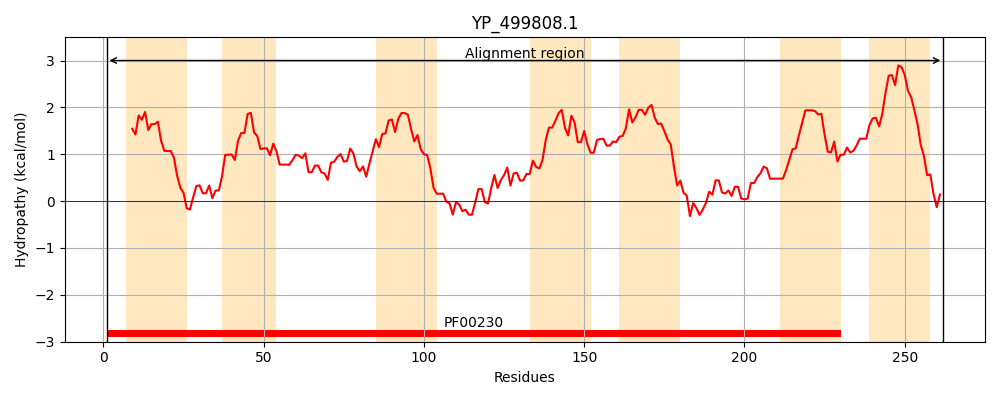 YP_499808.1
Alignment region
3
2
1
0
−1
−2
−3
Hydropathy (kcal/mol)
PF00230
0 50 100 150 200 250
Residues